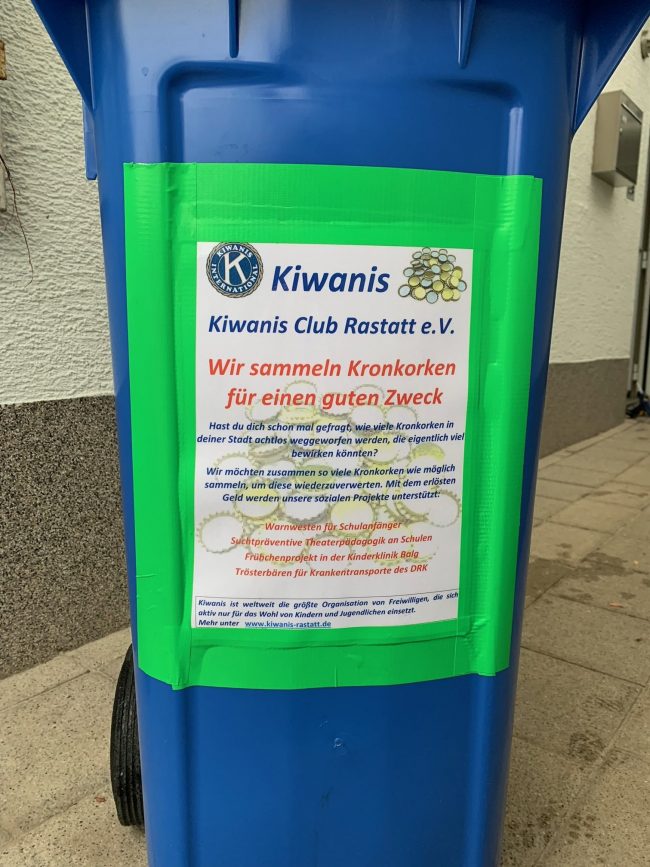 KIWANIS
K
INTERNATIONAL
Kiwanis
Kiwanis Club Rastatt e.V.
Wir sammeln Kronkorken
für einen guten Zweck
Hast du dich schon mal gefragt, wie viele Kronkorken in
deiner Stadt achtlos weggeworfen werden, die eigentlich viel
bewirken könnten?
Wir möchten zusammen so viele Kronkorken wie möglich
sammeln, um diese wiederzuverwerten. Mit dem erlösten
Geld werden unsere sozialen Projekte unterstützt:
Warnwesten für Schulanfänger
Suchtpräventive Theaterpädagogik an Schulen
Frühchenprojekt in der Kinderklinik Balg
Trösterbären für Krankentransporte des DRK
Kiwanis ist weltweit die größte Organisation von Freiwilligen, die sich
aktiv nur für das Wohl von Kindern und Jugendlichen einsetzt.
Mehr unter www.kiwanis-rastatt.de